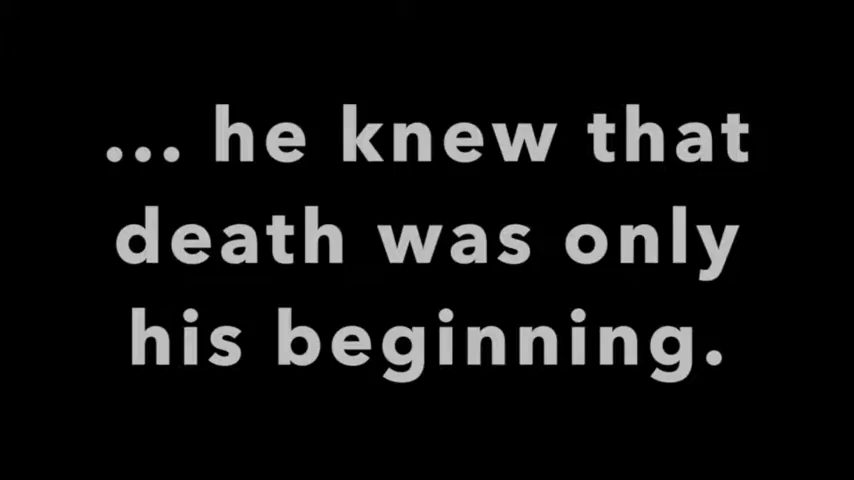 ... he knew that
death was only
his beginning.